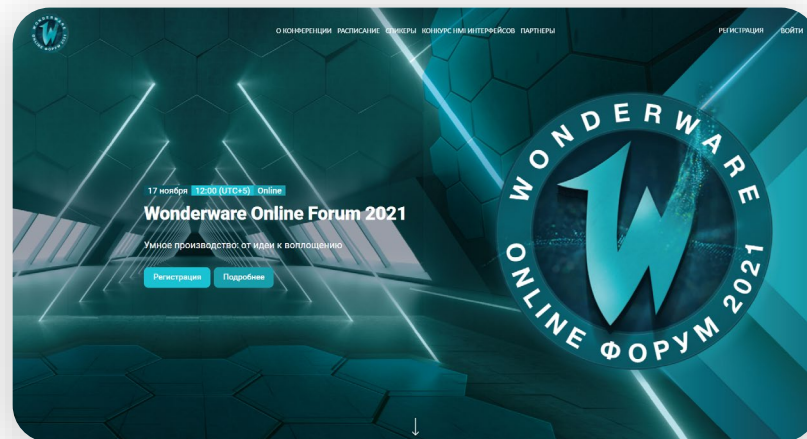 О КОНФЕРЕНЦИИ РАСПИСАНИЕ СПИКЕРЫ КОНКУРС HMI ИНТЕРФЕЙСОВ ПАРТНЕРЫ РЕГИСТРАЦИЯ ВОЙТИ
17 ноября 12:00 (UTC+5) Online
Wonderware Online Forum 2021
Умное производство: от идеи к воплощению
Регистрация Подробнее
WONDERWARE
ONLINE ФОРУМ 2021